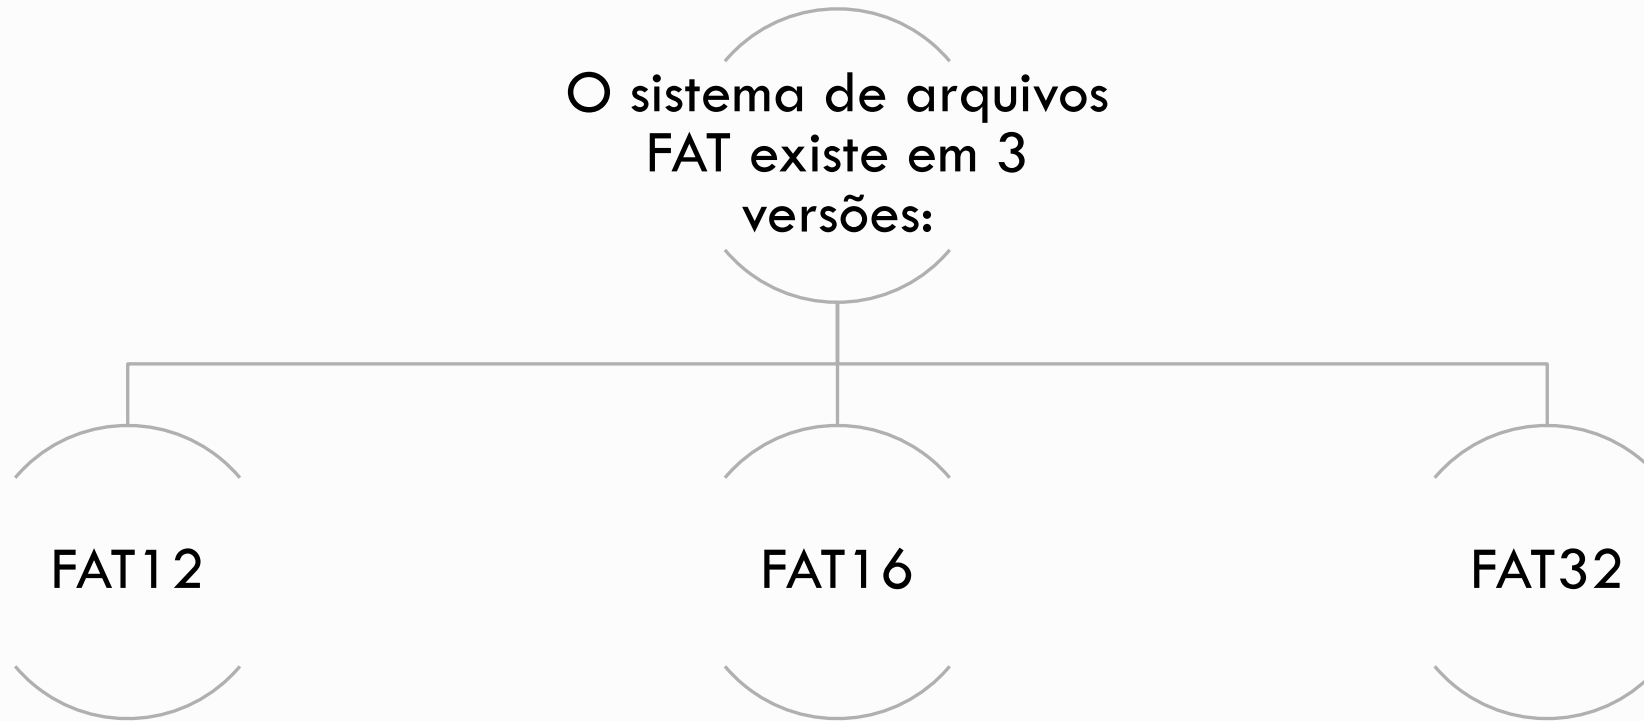 O sistema de arquivos
FAT existe em 3
versões:
FAT12
FAT16
FAT32